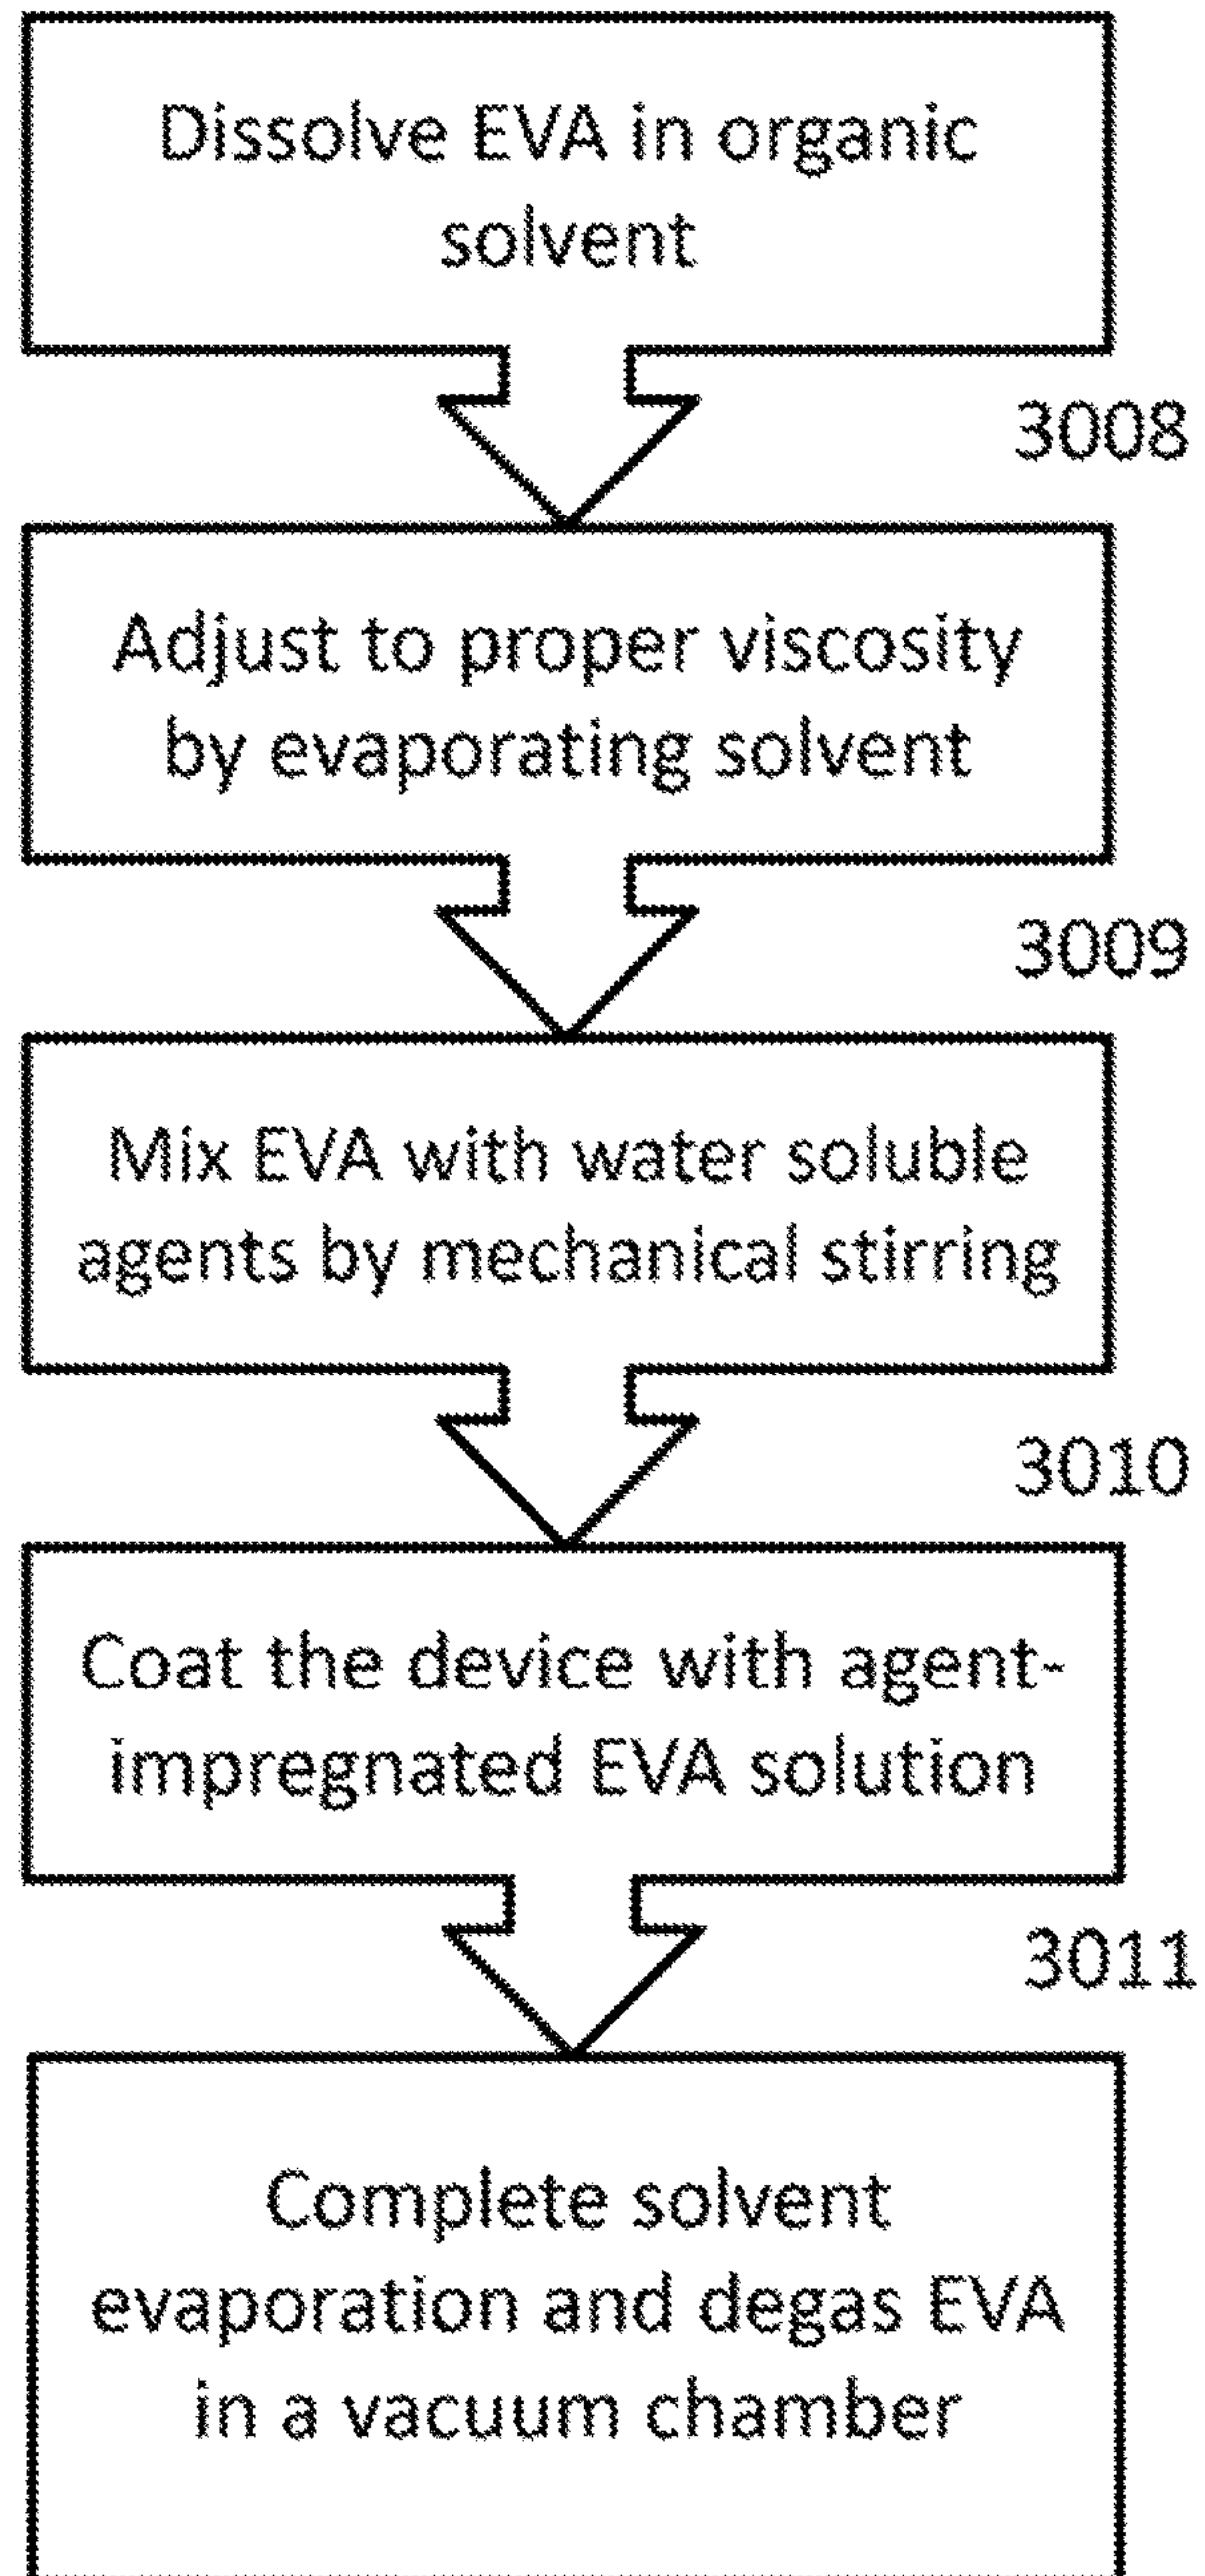 Dissolve EVA in organic
solvent
3008
Adjust to proper viscosity
by evaporating solvent
3009
Mix EVA with water soluble
agents by mechanical stirring
3010
Coat the device with agent-
impregnated EVA solution
3011
Complete solvent
evaporation and degas EVA
in a vacuum chamber